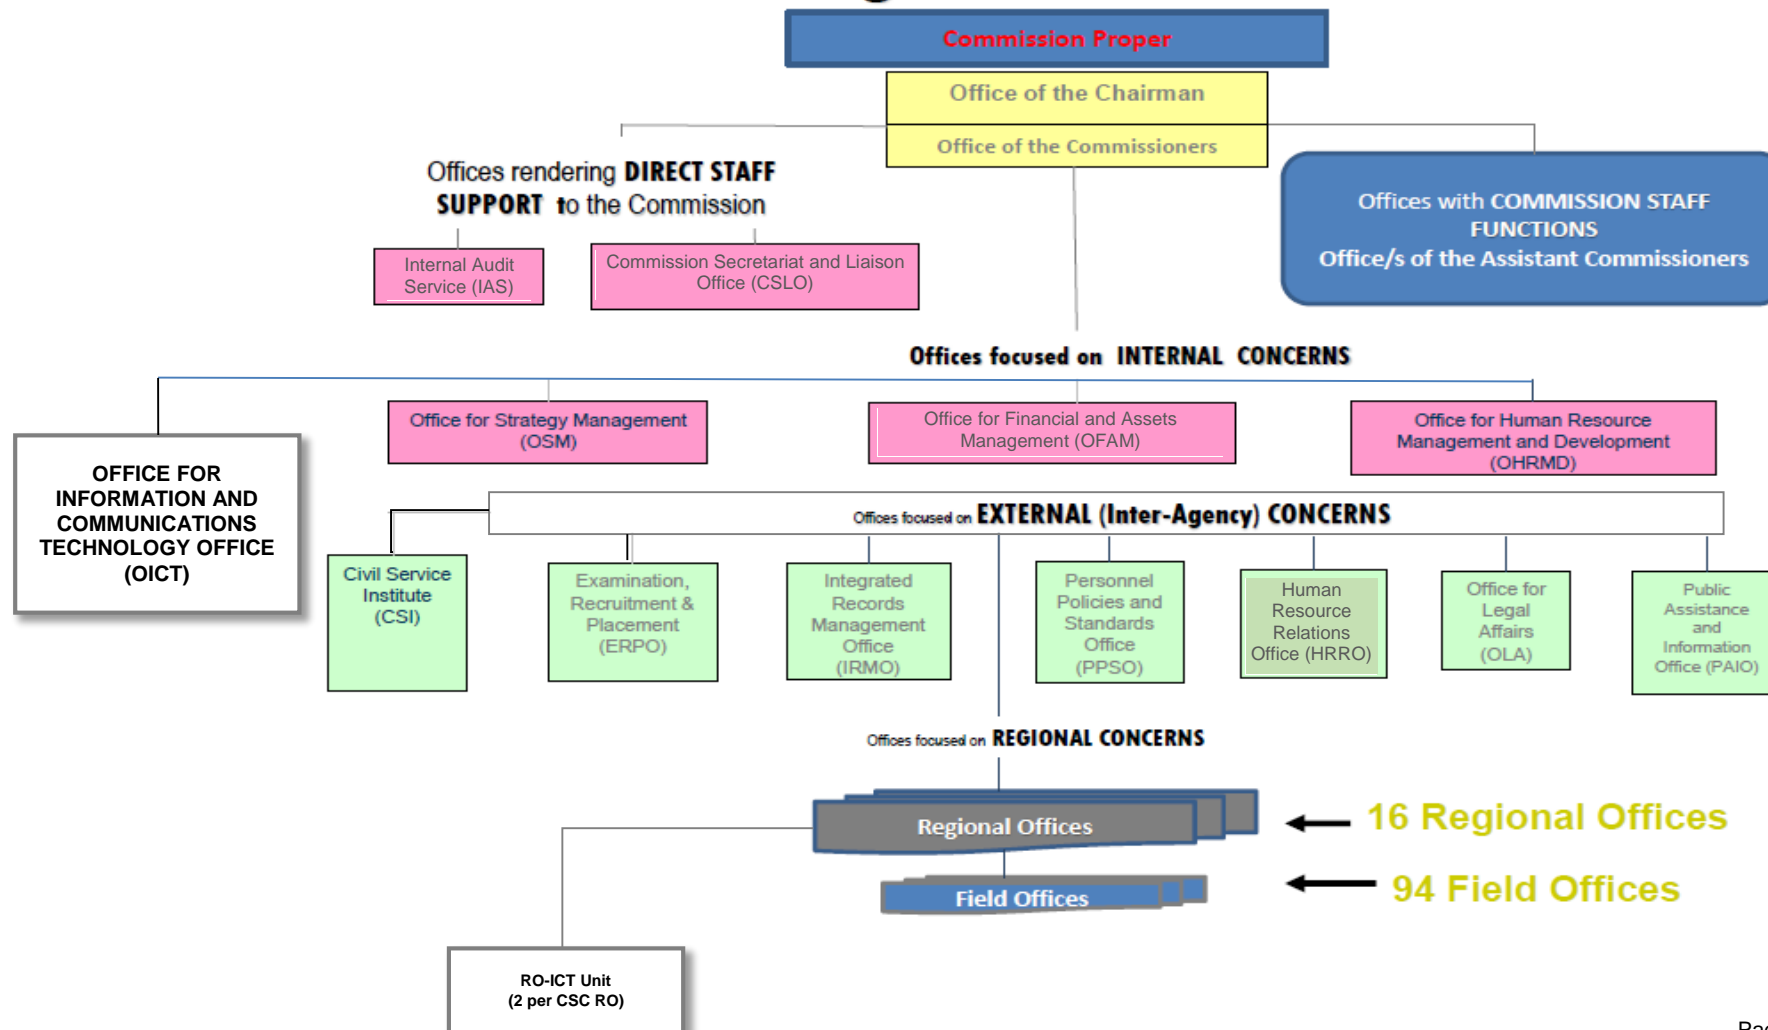 Commission Proper
Office of the Chairman
Office of the Commissioners
Offices rendering DIRECT STAFF
SUPPORT to the Commission
Offices with COMMISSION STAFF
FUNCTIONS
Office/s of the Assistant Commissioners
Internal Audit
Service (IAS)
Commission Secretariat and Liaison
Office (CSLO)
Offices focused on INTERNAL CONCERNS
OFFICE FOR
INFORMATION AND
COMMUNICATIONS
TECHNOLOGY OFFICE
(OICT)
Office for Strategy Management
(OSM)
Office for Financial and Assets
Management (OFAM)
Office for Human Resource
Management and Development
(OHRMD)
Offices focused on EXTERNAL (Inter-Agency) CONCERNS
Civil Service
Institute
(CSI)
Examination,
Recruitment &
Placement
(ERPO)
Integrated
Records
Management
Office
(IRMO)
Personnel
Policies and
Standards
Office
(PPSO)
Human
Resource
Relations
Office (HRRO)
Office for
Legal
Affairs
(OLA)
Public
Assistance
and
Information
Office (PAIO)
Offices focused on REGIONAL CONCERNS
Regional Offices
16 Regional Offices
Field Offices
94 Field Offices
RO-ICT Unit
(2 per CSC RO)